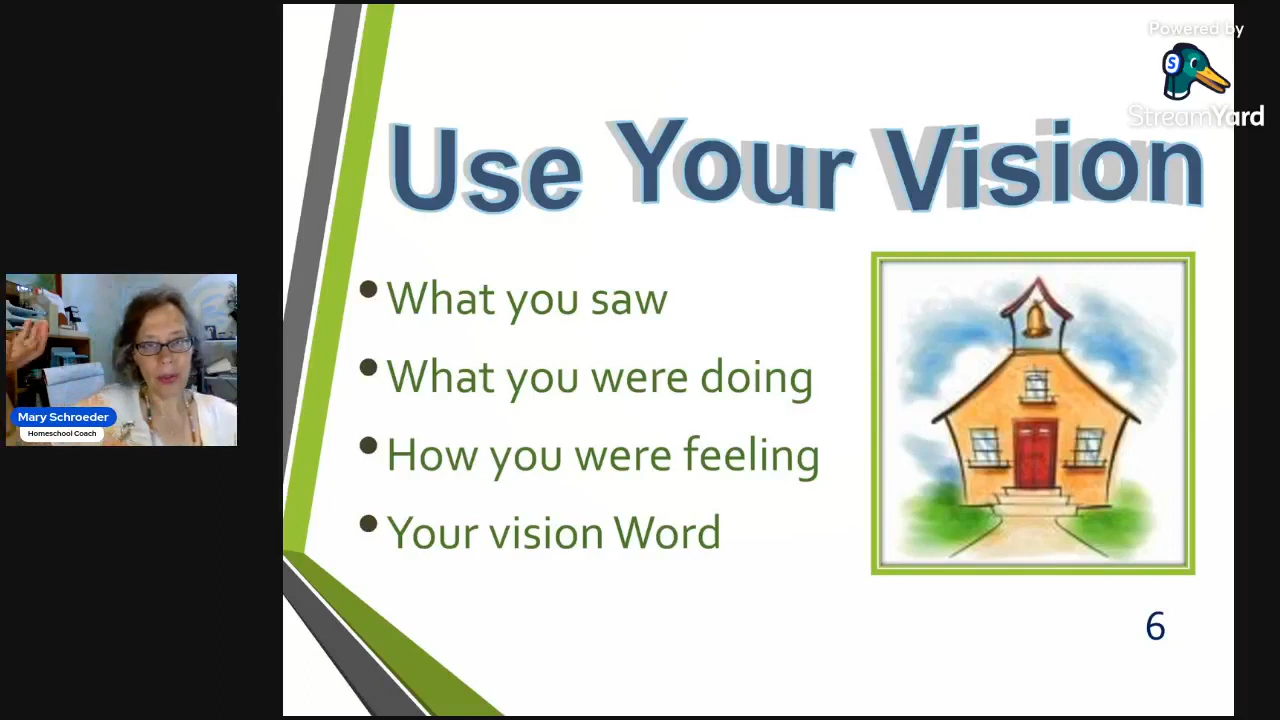 Powered by
S
StreamYard
Use Your Vision
• What you saw
• What you were doing
• How you were feeling
• Your vision Word
Mary Schroeder
Homeschool Coach
6